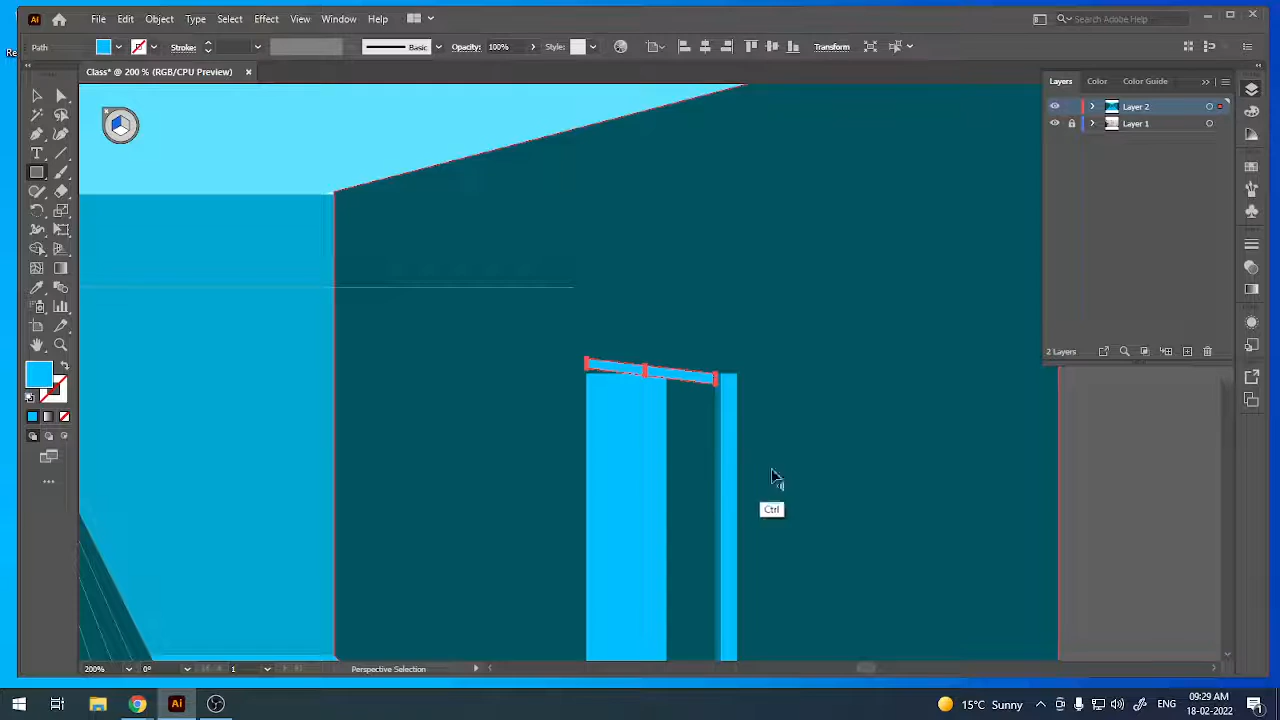 Ai File Edit Object Type Select Effect View Window Help Search Adobe Help
Path Stroke: Basic Opacity: 100% Style: Transform
Class* @ 200 % (RGB/CPU Preview)
Layers Color Color Guide
Layer 2
Layer 1
2 Layers
Ctrl
200% 0° 1 Perspective Selection
Ai 15°C Sunny ENG 09:29 AM
18-02-2022